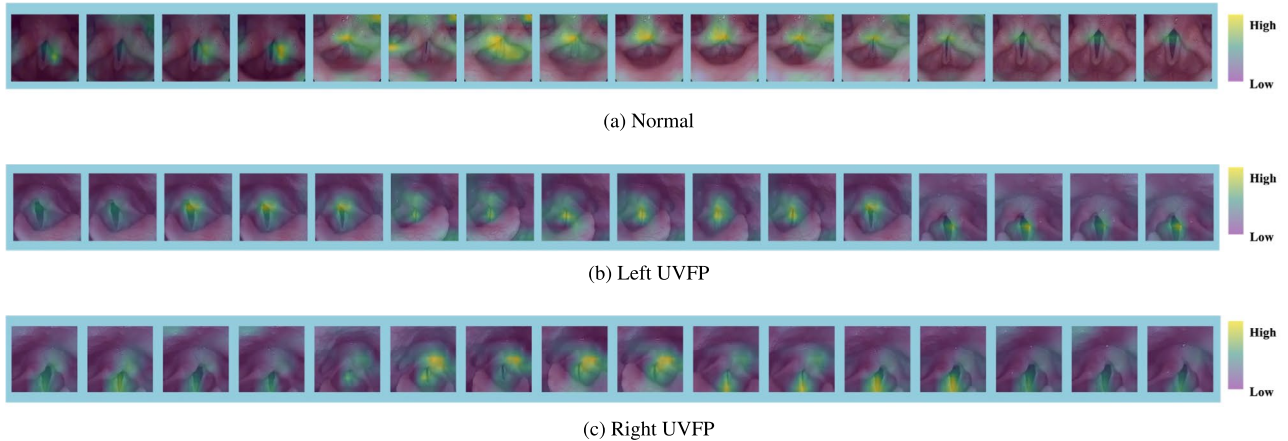 High
Low
(a) Normal
High
Low
(b) Left UVFP
High
Low
(c) Right UVFP